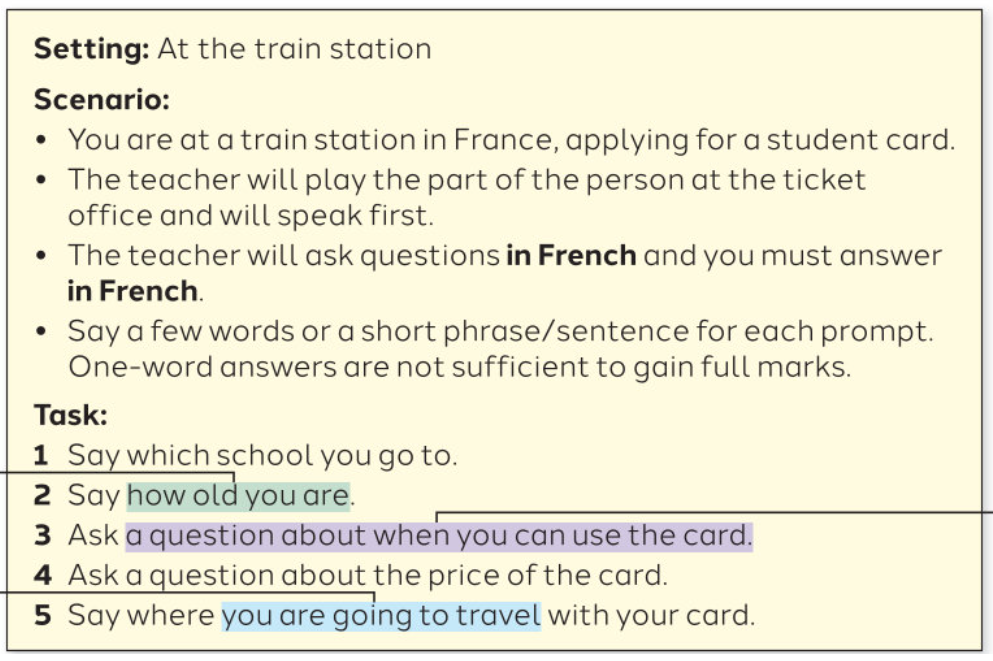 Setting: At the train station
Scenario:
• You are at a train station in France, applying for a student card.
• The teacher will play the part of the person at the ticket
office and will speak first.
• The teacher will ask questions in French and you must answer
in French.
• Say a few words or a short phrase/sentence for each prompt.
One-word answers are not sufficient to gain full marks.
Task:
1 Say which school you go to.
2 Say how old you are.
3 Ask a question about when you can use the card.
4 Ask a question about the price of the card.
5 Say where you are going to travel with your card.